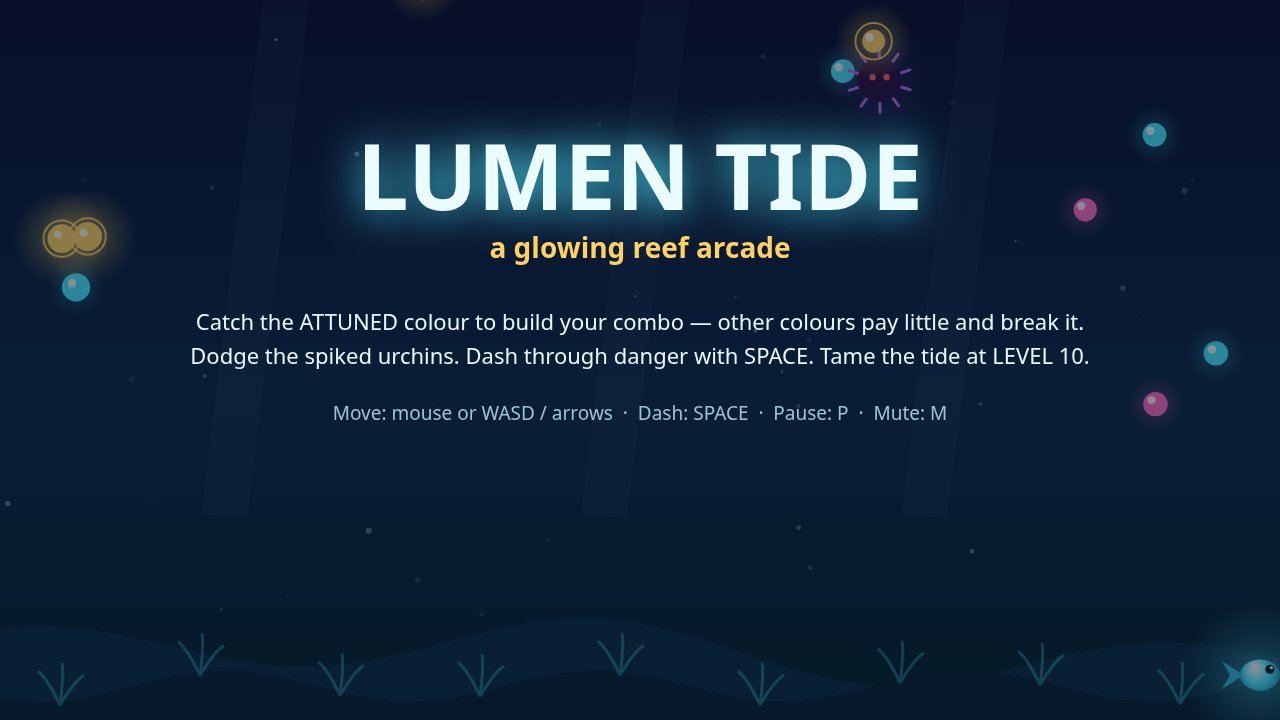 LUMEN TIDE
a glowing reef arcade
Catch the ATTUNED colour to build your combo — other colours pay little and break it.
Dodge the spiked urchins. Dash through danger with SPACE. Tame the tide at LEVEL 10.
Move: mouse or WASD / arrows · Dash: SPACE · Pause: P · Mute: M